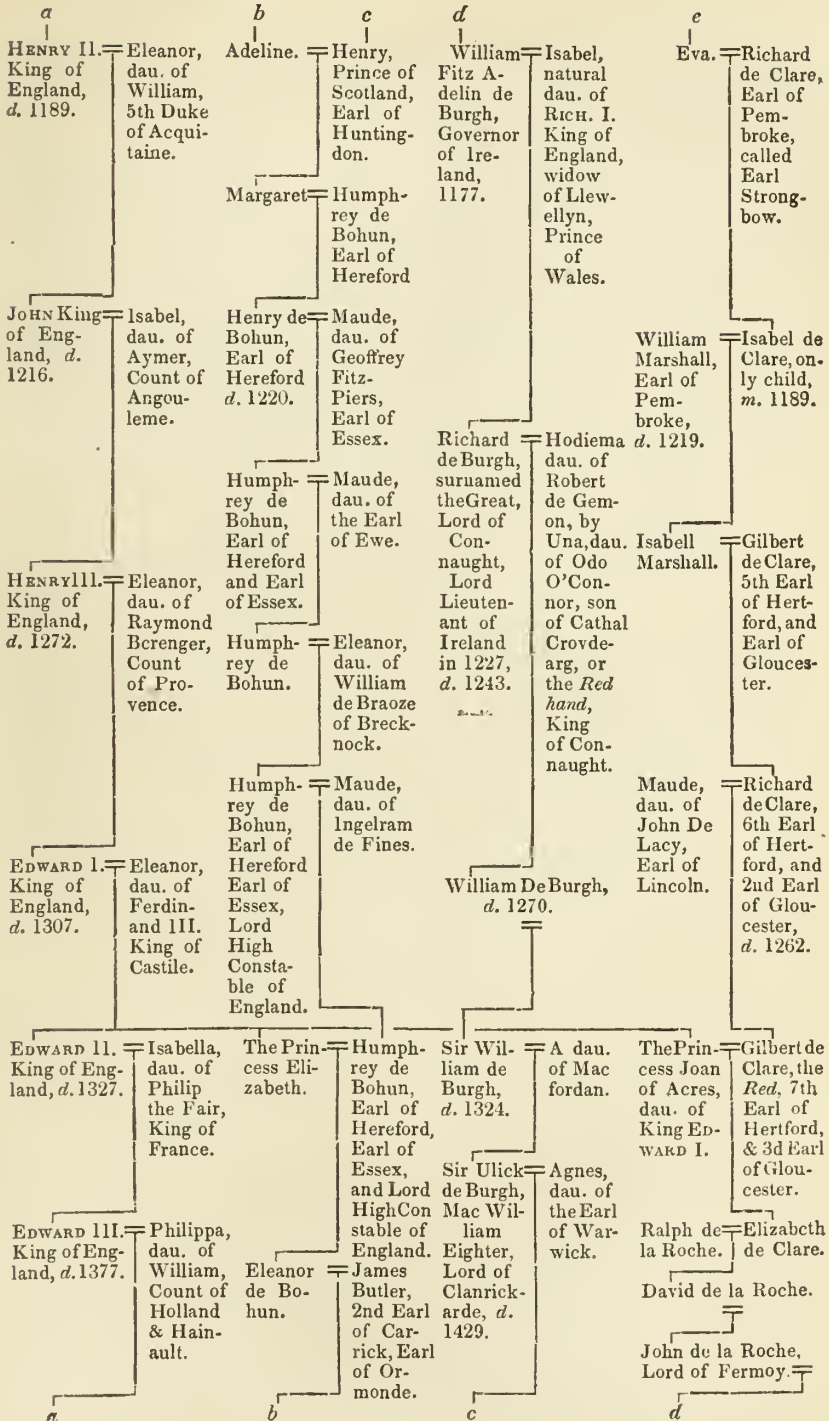 a
HENRY II.
King of
England,
d. 1189.
Eleanor,
dau. of
William,
5th Duke
of Acqui-
taine.
JOHN King
of Eng-
land, d.
1216.
Isabel,
dau. of
Aymer,
Count of
Angou-
leme.
HENRY III.
King of
England,
d. 1272.
Eleanor,
dau. of
Raymond
Berenger,
Count
of Pro-
vence.
EDWARD I.
King of
England,
d. 1307.
Eleanor,
dau. of
Ferdin-
and III.
King of
Castile.
EDWARD II.
King of Eng-
land, d. 1327.
Isabella,
dau. of
Philip
the Fair,
King of
France.
EDWARD III.
King of Eng-
land, d. 1377.
Philippa,
dau. of
William,
Count of
Holland
& Hain-
ault.
a
b
Adeline.
c
Henry,
Prince of
Scotland,
Earl of
Hunting-
don.
Margaret
Humph-
rey de
Bohun,
Earl of
Hereford
Henry de
Bohun,
Earl of
Hereford
d. 1220.
Maude,
dau. of
Geoffrey
Fitz-
Piers,
Earl of
Essex.
Humph-
rey de
Bohun,
Earl of
Hereford
and Earl
of Essex.
Maude,
dau. of
the Earl
of Ewe.
Humph-
rey de
Bohun.
Eleanor,
dau. of
William
de Braoze
of Breck-
nock.
Humph-
rey de
Bohun,
Earl of
Hereford
Earl of
Essex,
Lord
High
Consta-
ble of
England.
Maude,
dau. of
Ingelram
de Fines.
The Prin-
cess Eli-
zabeth.
Humph-
rey de
Bohun,
Earl of
Hereford,
Earl of
Essex,
and Lord
High Con
stable of
England.
Eleanor
de Bo-
hun.
James
Butler,
2nd Earl
of Car-
rick, Earl
of Or-
monde.
b
d
William
Fitz A-
delin de
Burgh,
Governor
of Ire-
land,
1177.
Isabel,
natural
dau. of
RICH. I.
King of
England,
widow
of Llew-
ellyn,
Prince
of
Wales.
Richard
de Burgh,
surnamed
the Great,
Lord of
Con-
naught,
Lord
Lieuten-
ant of
Ireland
in 1227,
d. 1243.
Hodierna
dau. of
Robert
de Gem-
on, by
Una, dau.
of Odo
O'Con-
nor, son
of Cathal
Crovde-
arg, or
the Red
hand,
King
of Con-
naught.
William De Burgh,
d. 1270.
Sir Wil-
liam de
Burgh,
d. 1324.
A dau.
of Mac
fordan.
Sir Ulick
de Burgh,
Mac Wil-
liam
Eighter,
Lord of
Clanrick-
arde, d.
1429.
Agnes,
dau. of
the Earl
of War-
wick.
c
e
Eva.
Richard
de Clare,
Earl of
Pem-
broke,
called
Earl
Strong-
bow.
William
Marshall,
Earl of
Pem-
broke,
d. 1219.
Isabel de
Clare, on-
ly child,
m. 1189.
Isabell
Marshall.
Gilbert
de Clare,
5th Earl
of Hert-
ford, and
Earl of
Glouces-
ter.
Maude,
dau. of
John De
Lacy,
Earl of
Lincoln.
Richard
de Clare,
6th Earl
of Hert-
ford, and
2nd Earl
of Glou-
cester,
d. 1262.
The Prin-
cess Joan
of Acres,
dau. of
King ED-
WARD I.
Gilbert de
Clare, the
Red, 7th
Earl of
Hertford,
& 3d Earl
of Glou-
cester.
Ralph de
la Roche.
Elizabeth
de Clare.
David de la Roche.
John de la Roche,
Lord of Fermoy.
d